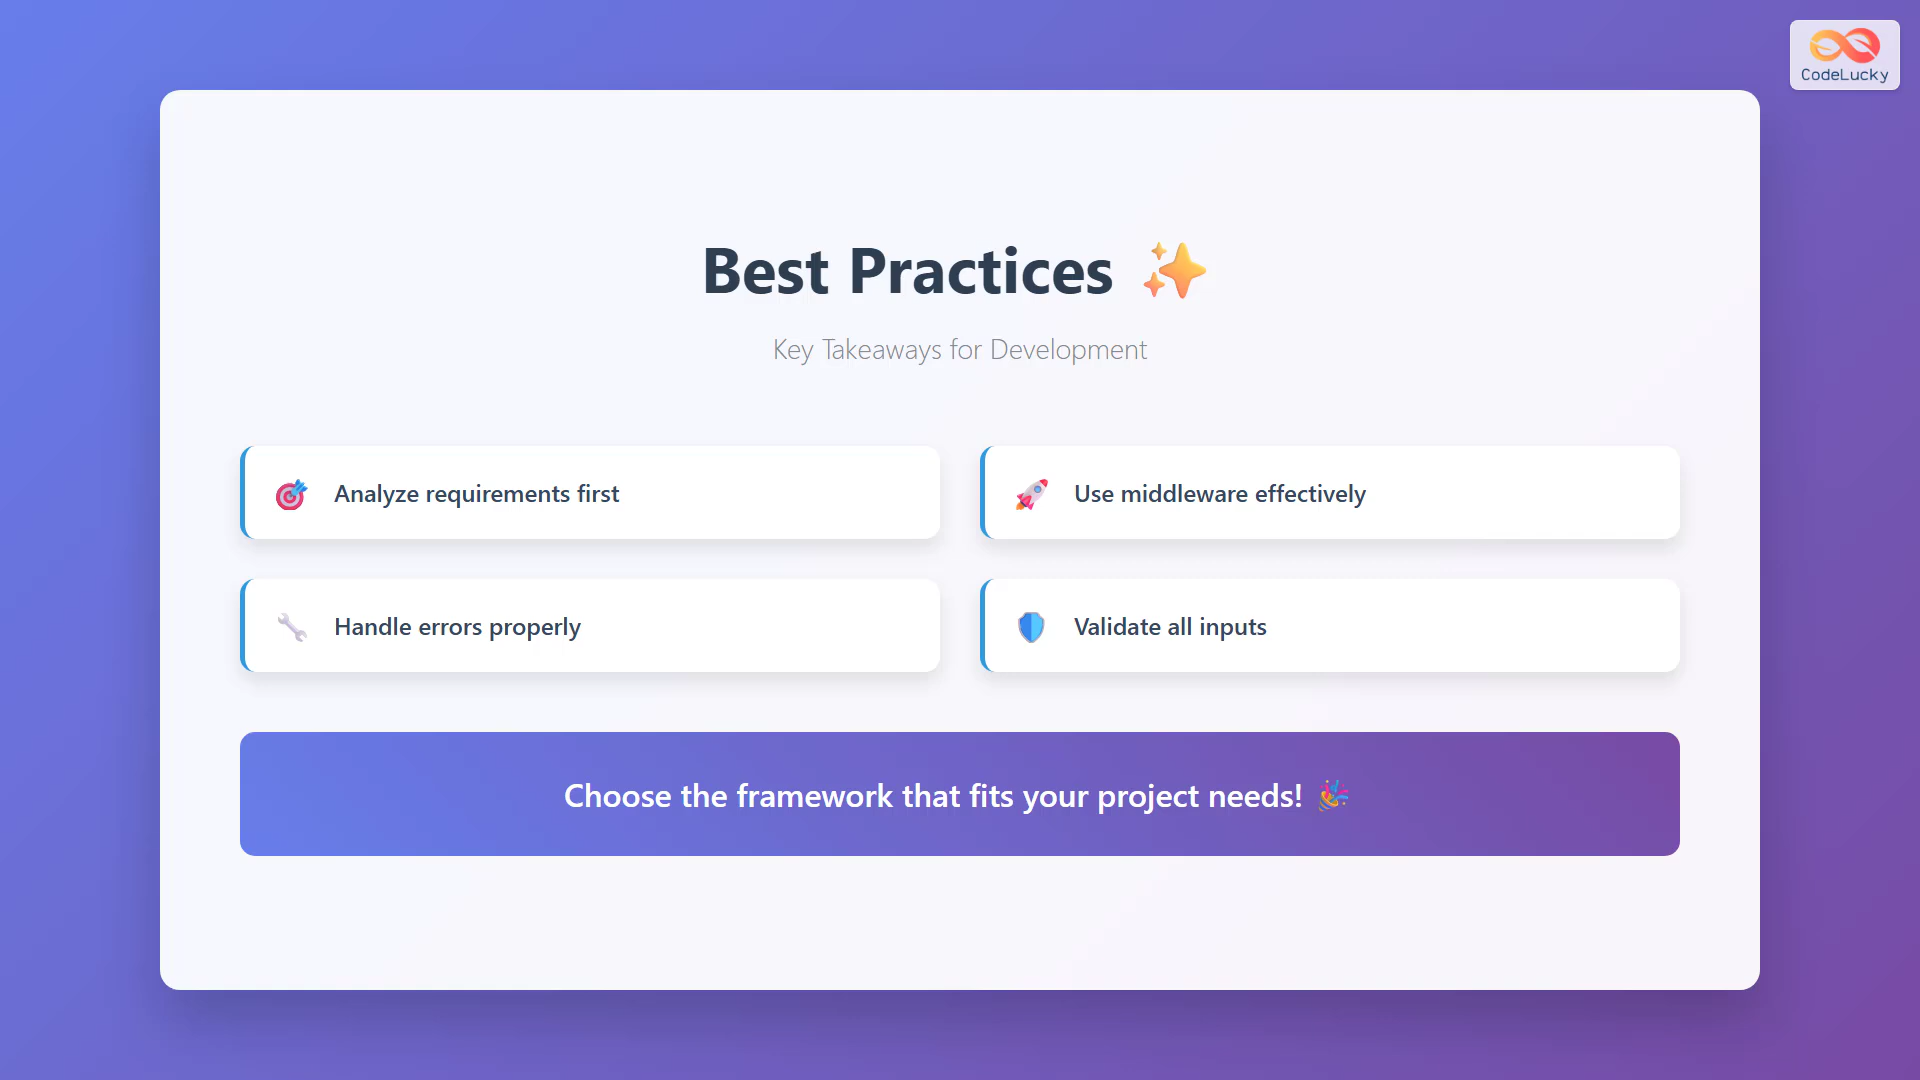 CodeLucky
Best Practices ✨
Key Takeaways for Development
🎯 Analyze requirements first
🚀 Use middleware effectively
🔧 Handle errors properly
🛡️ Validate all inputs
Choose the framework that fits your project needs! 🎉